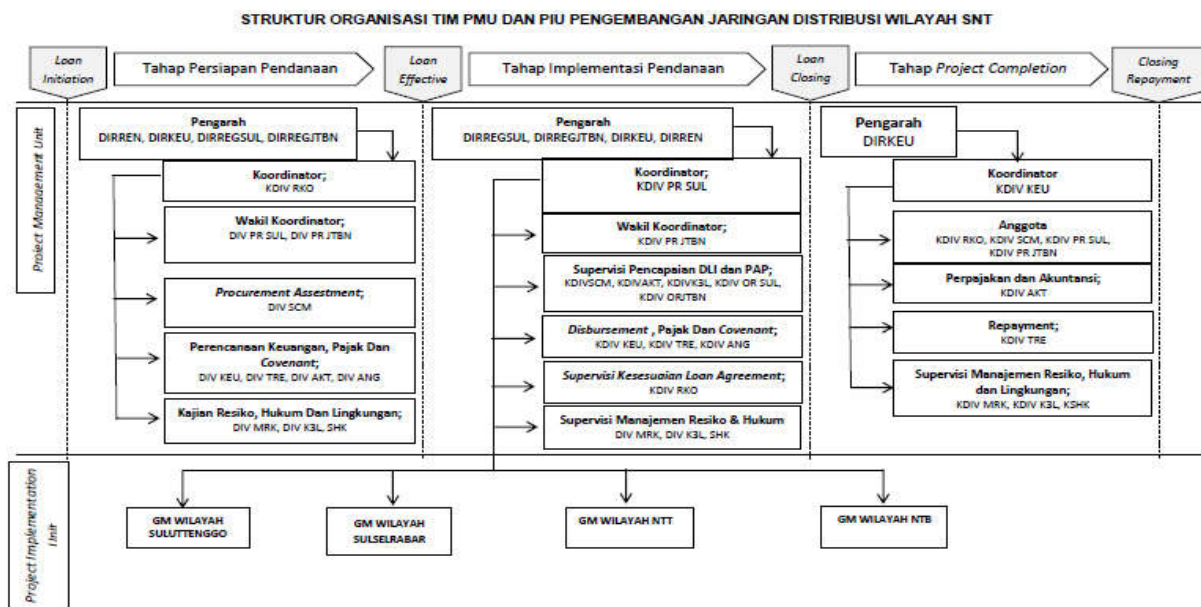 STRUKTUR ORGANISASI TIM PMU DAN PIU PENGEMBANGAN JARINGAN DISTRIBUSI WILAYAH SNT
Loan
Initiation
Tahap Persiapan Pendanaan
Loan
Effective
Tahap Implementasi Pendanaan
Loan
Closing
Tahap Project Completion
Closing
Repayment
Project Management Unit
Pengarah
DIRREN, DIRKEU, DIRREGSUL, DIRREGJTBN
Koordinator;
KDIV RKO
Wakil Koordinator;
DIV PR SUL, DIV PR JTBN
Procurement Assestment;
DIV SCM
Perencanaan Keuangan, Pajak Dan
Covenant;
DIV KEU, DIV TRE, DIV AKT, DIV ANG
Kajian Resiko, Hukum Dan Lingkungan;
DIV MRK, DIV K3L, SHK
Pengarah
DIRREGSUL, DIRREGJTBN, DIRKEU, DIRREN
Koordinator;
KDIV PR SUL
Wakil Koordinator;
KDIV PR JTBN
Supervisi Pencapaian DLI dan PAP;
KDIVSCM, KDIVAKT, KDIVK3L, KDIV OR SUL,
KDIV ORJTBN
Disbursement , Pajak Dan Covenant;
KDIV KEU, KDIV TRE, KDIV ANG
Supervisi Kesesuaian Loan Agreement;
KDIV RKO
Supervisi Manajemen Resiko & Hukum
DIV MRK, DIV K3L, SHK
Pengarah
DIRKEU
Koordinator
KDIV KEU
Anggota
KDIV RKO, KDIV SCM, KDIV PR SUL,
KDIV PR JTBN
Perpajakan dan Akuntansi;
KDIV AKT
Repayment;
KDIV TRE
Supervisi Manajemen Resiko, Hukum
dan Lingkungan;
KDIV MRK, KDIV K3L, KSHK
Project Implementation
Unit
GM WILAYAH
SULUTTENGGO
GM WILAYAH
SULSELRABAR
GM WILAYAH NTT
GM WILAYAH NTB